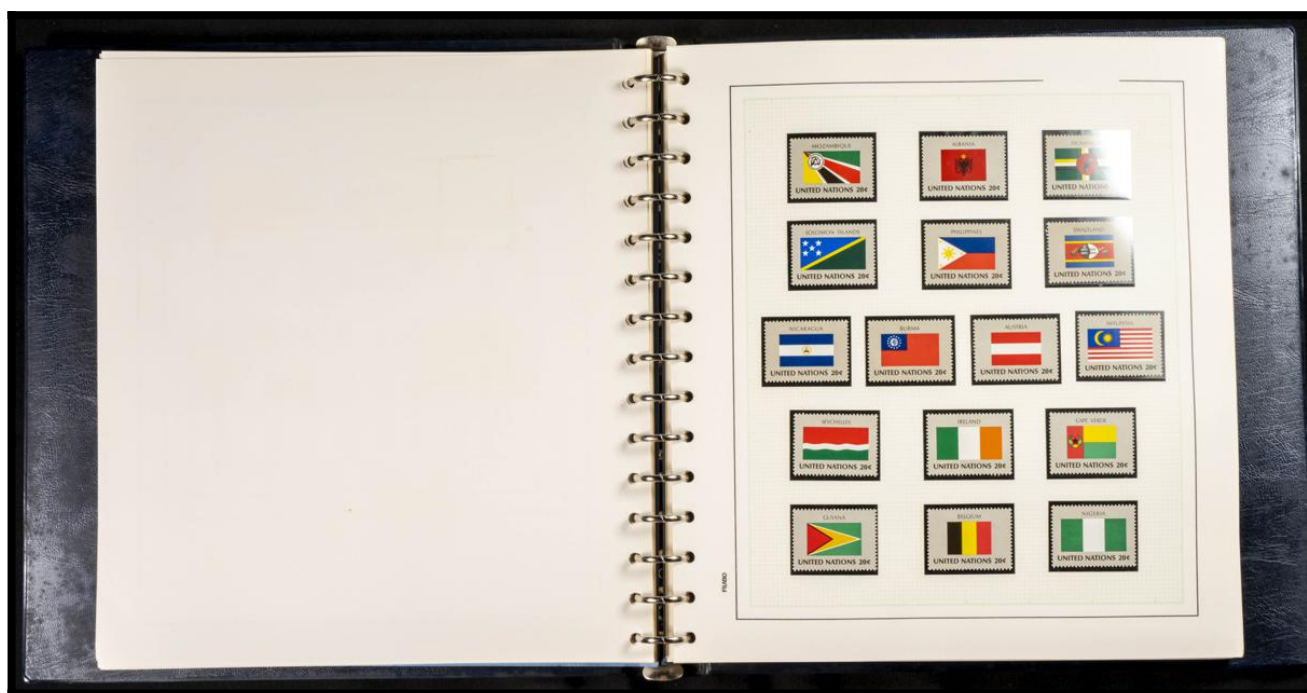 MOZAMBIQUE
UNITED NATIONS 20¢
ALBANIA
UNITED NATIONS 20¢
DOMINICA
UNITED NATIONS 20¢
SOLOMON ISLANDS
UNITED NATIONS 20¢
PHILIPPINES
UNITED NATIONS 20¢
SWAZILAND
UNITED NATIONS 20¢
NICARAGUA
UNITED NATIONS 20¢
BURMA
UNITED NATIONS 20¢
AUSTRIA
UNITED NATIONS 20¢
MALAYSIA
UNITED NATIONS 20¢
SEYCHELLES
UNITED NATIONS 20¢
IRELAND
UNITED NATIONS 20¢
CAPE VERDE
UNITED NATIONS 20¢
GUYANA
UNITED NATIONS 20¢
BELGIUM
UNITED NATIONS 20¢
NIGERIA
UNITED NATIONS 20¢
FILABO